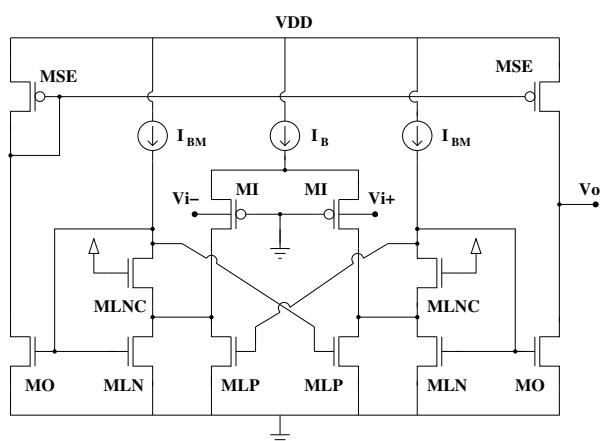 VDD
MSE
MSE
I BM
I B
I BM
Vi−
MI
MI
Vi+
Vo
MLNC
MLNC
MO
MLN
MLP
MLP
MLN
MO